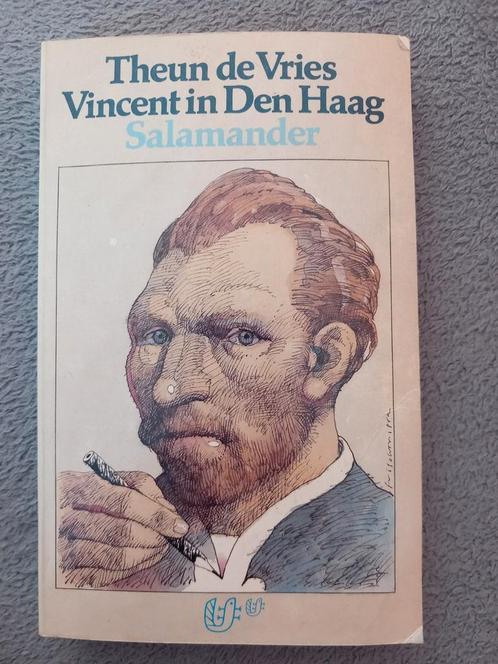 Theun de Vries
Vincent in Den Haag
Salamander